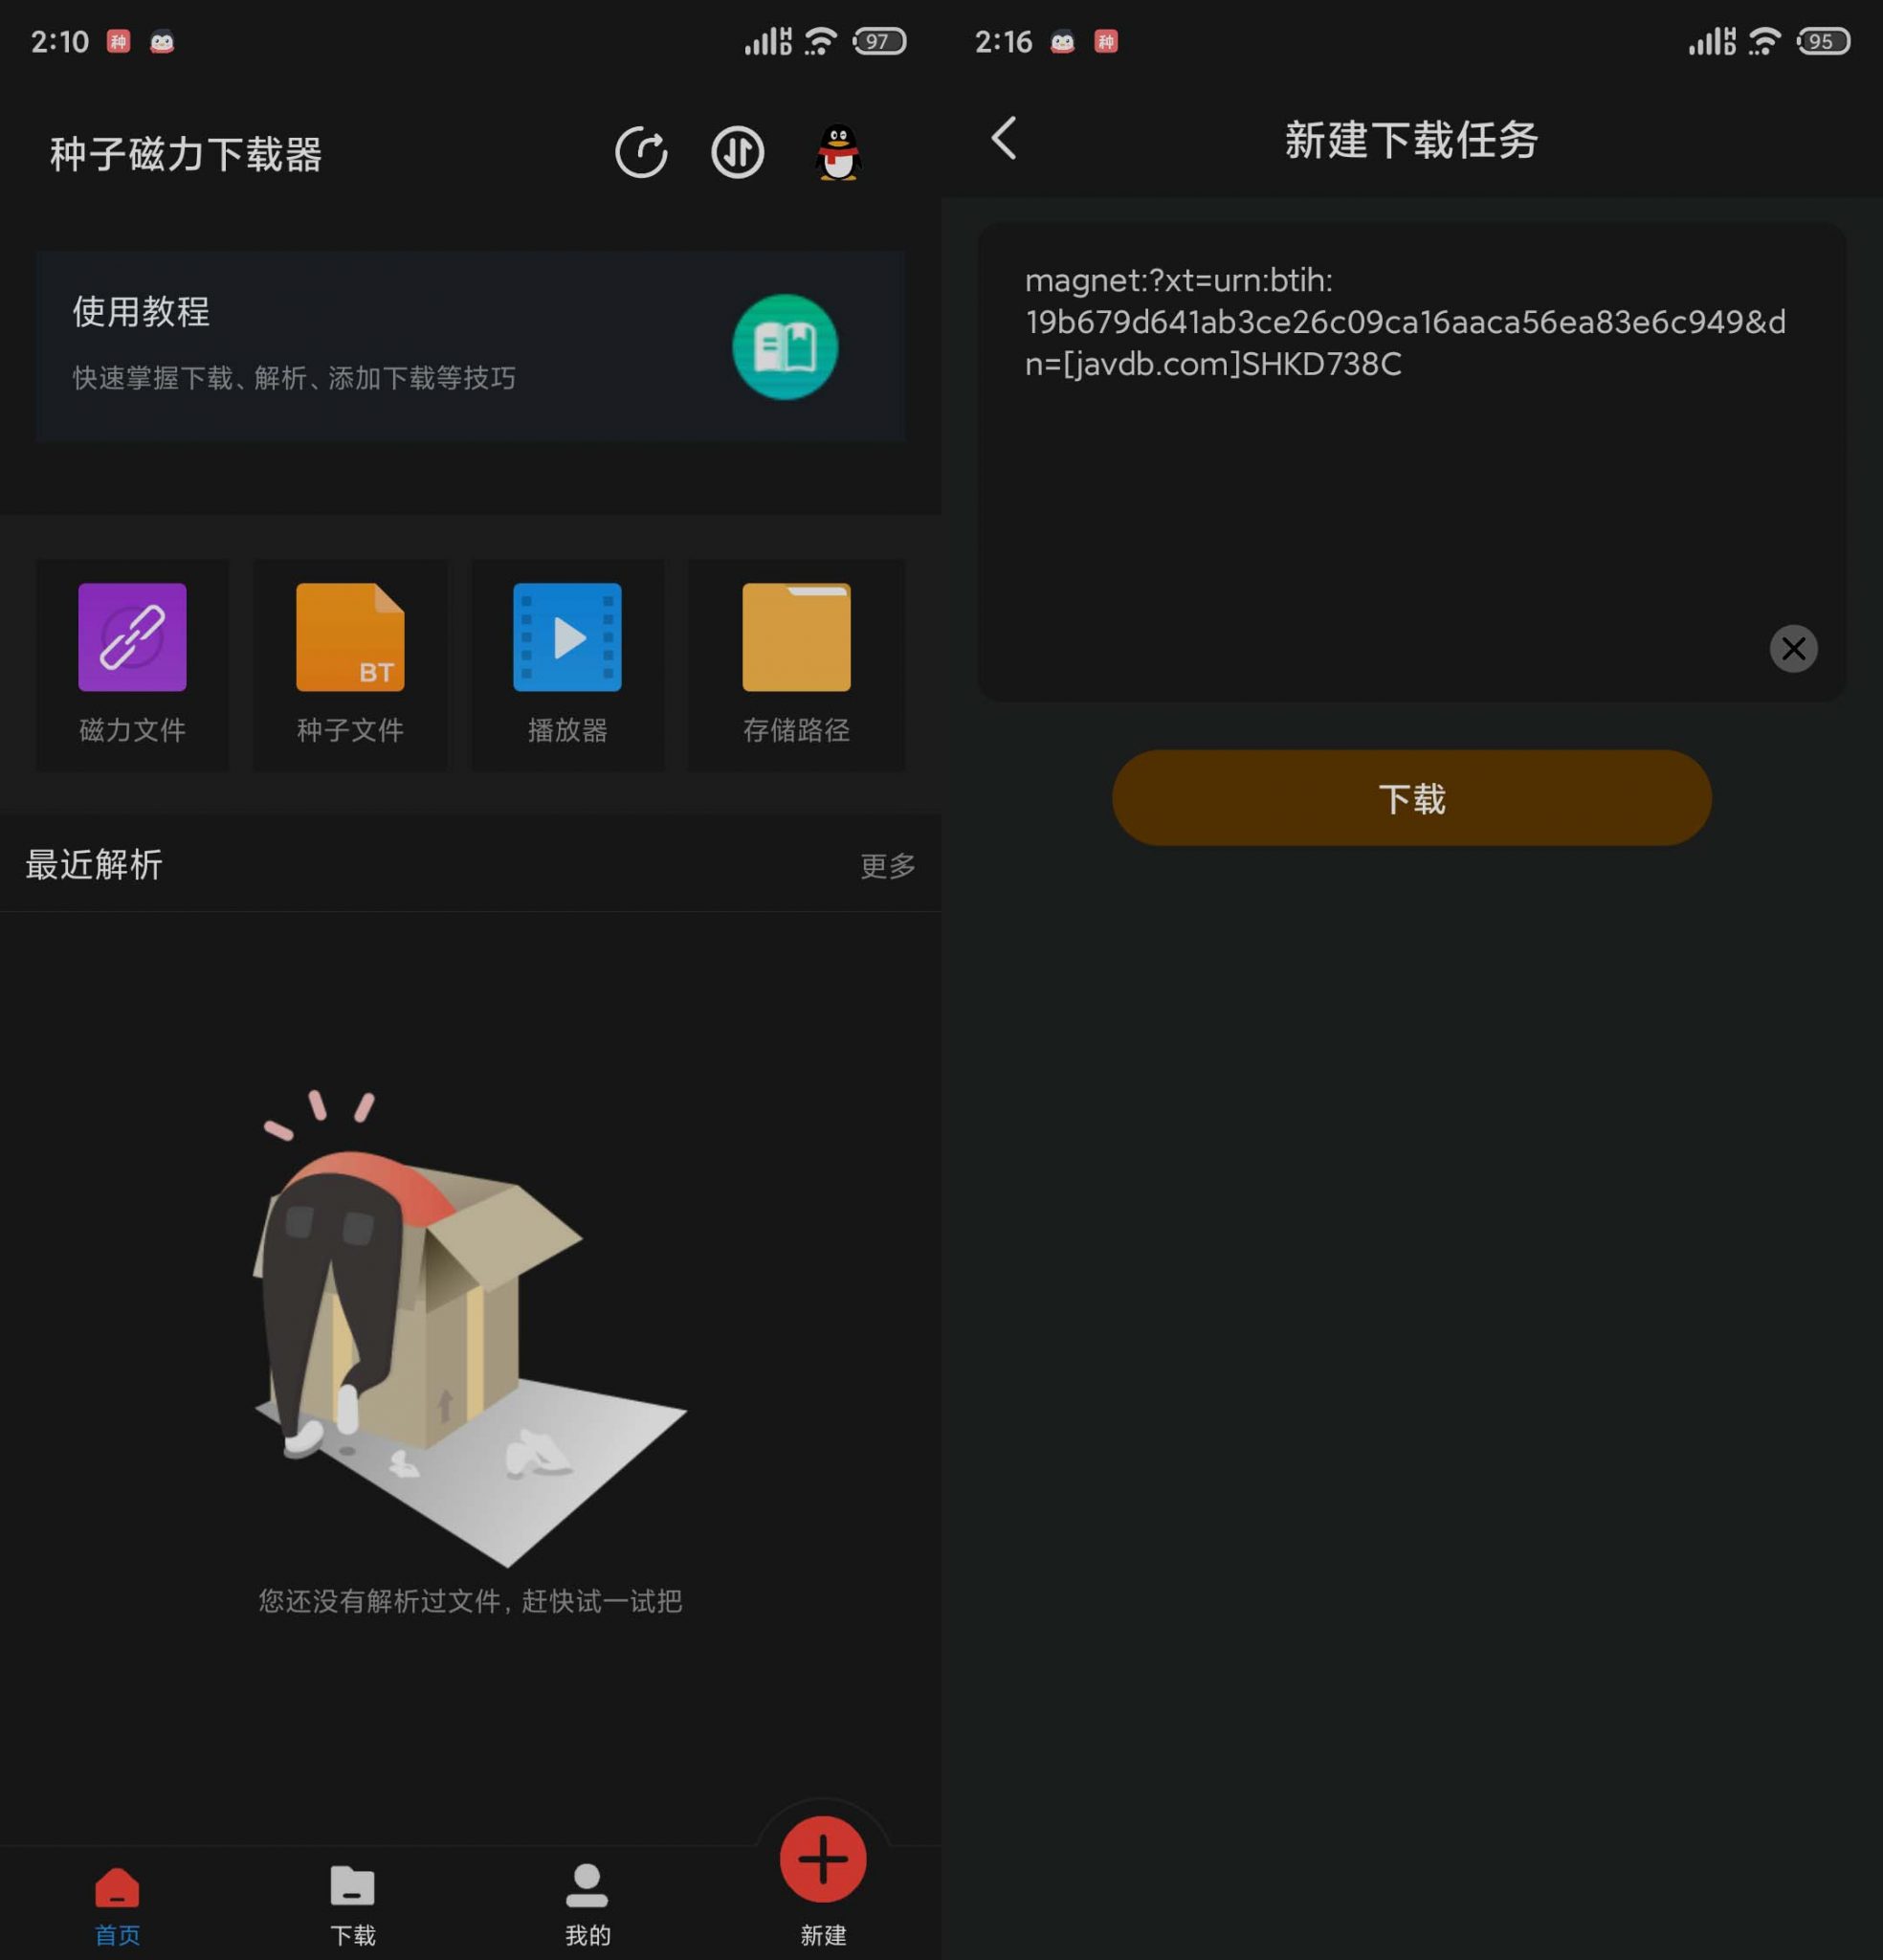 2:10 种
HD 97
种子磁力下载器
使用教程
快速掌握下载、解析、添加下载等技巧
BT
磁力文件
种子文件
播放器
存储路径
最近解析
更多
您还没有解析过文件，赶快试一试把
首页
下载
我的
新建
2:16 种
HD 95
新建下载任务
magnet:?xt=urn:btih:
19b679d641ab3ce26c09ca16aaca56ea83e6c949&d
n=[javdb.com]SHKD738C
下载